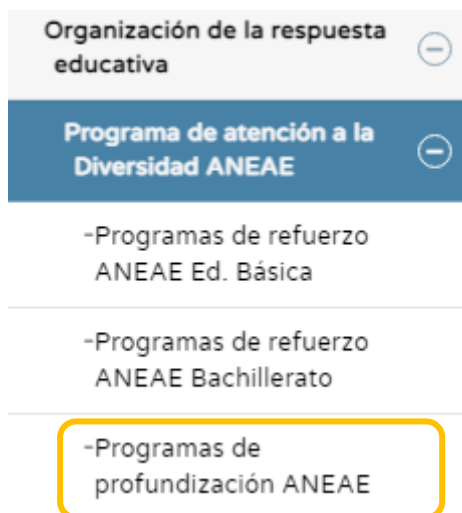 Organización de la respuesta
educativa
Programa de atención a la
Diversidad ANEAE
-Programas de refuerzo
ANEAE Ed. Básica
-Programas de refuerzo
ANEAE Bachillerato
-Programas de
profundización ANEAE